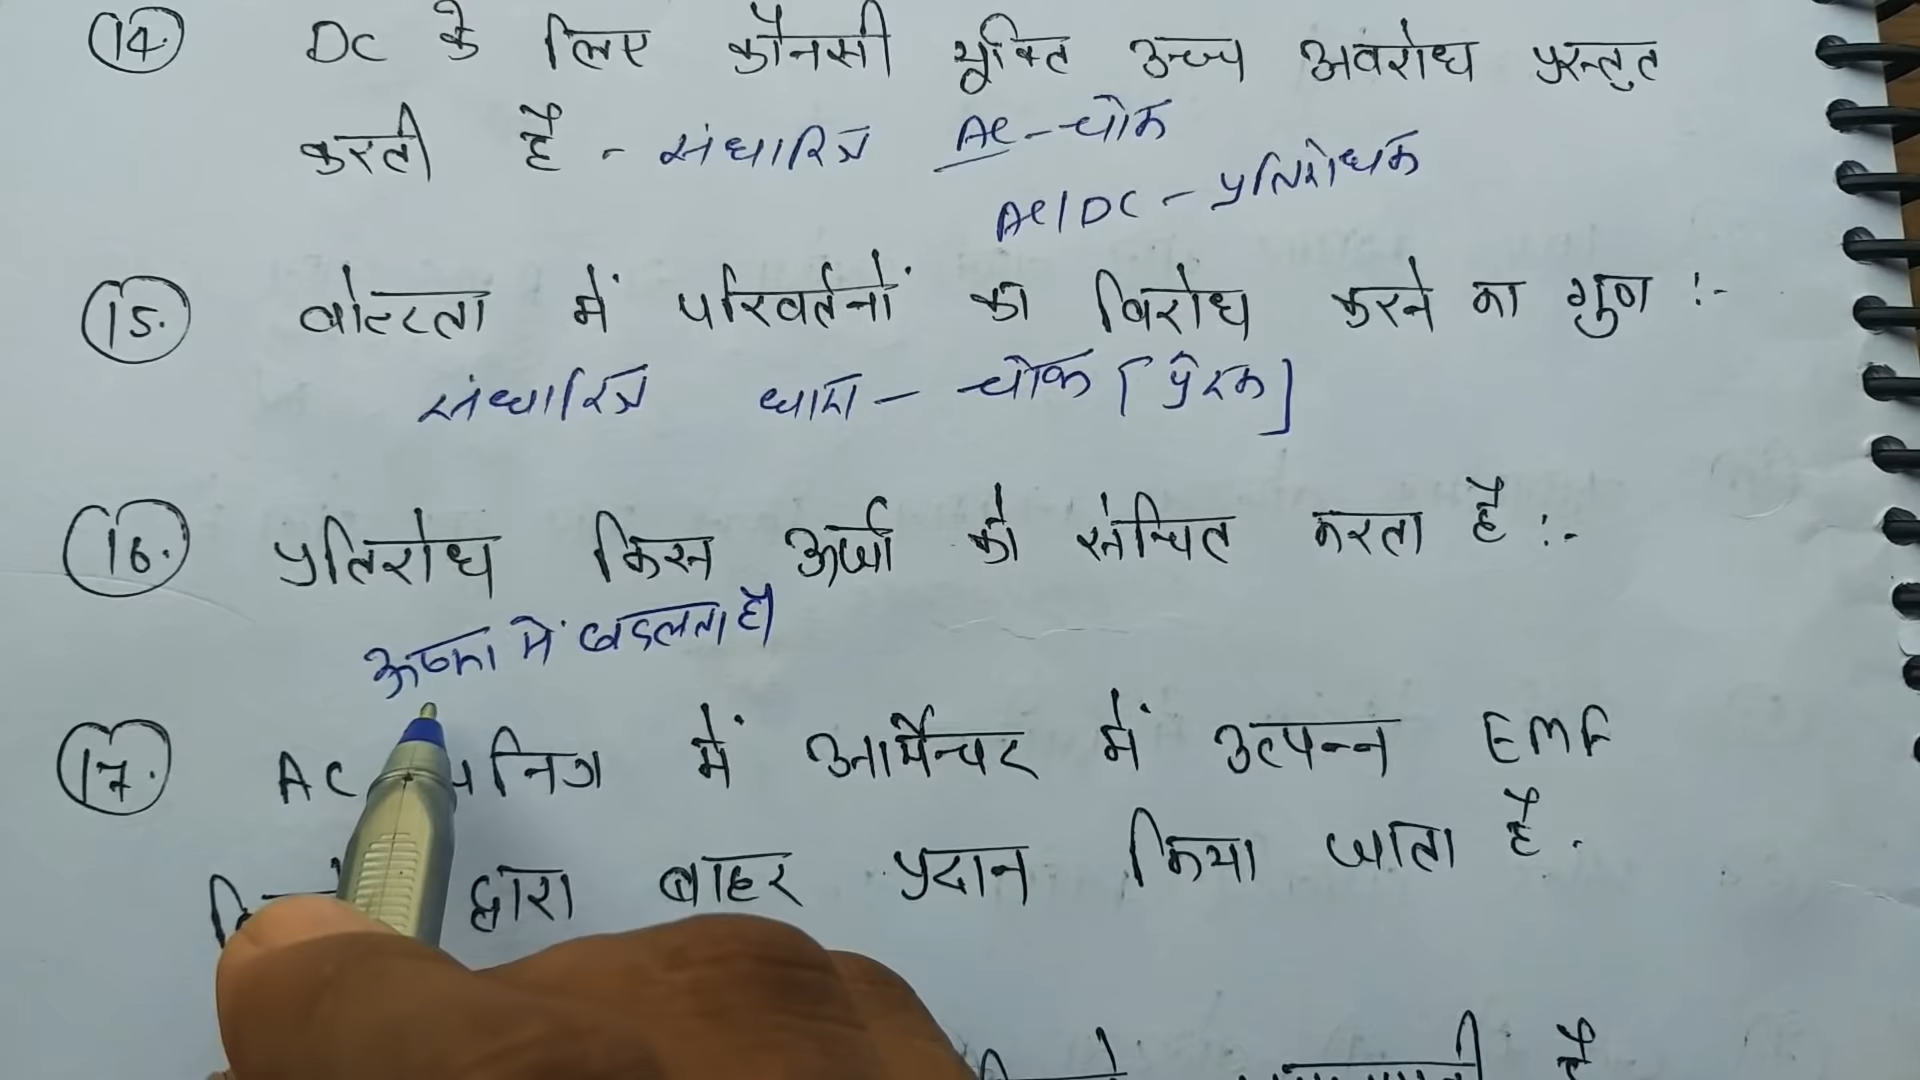 14. DC के लिए कौनसी युक्ति उच्च अवरोध प्रस्तुत
करती है - संधारित्र AC - चोक
AC/DC - प्रतिरोधक
15. वोल्टता में परिवर्तनों का विरोध करने का गुण :-
संधारित्र धारा - चोक [प्रेरक]
16. प्रतिरोध किस ऊर्जा को संचित करता है :-
ऊष्मा में बदलता है।
17. AC में आर्मेचर में उत्पन्न EMF
द्वारा बाहर प्रदान किया जाता है .
है